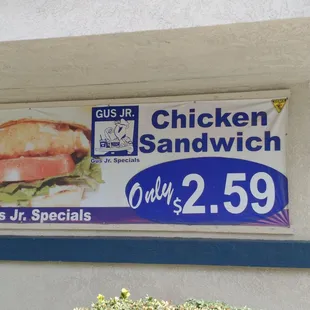 GUS JR.
Gus Jr. Specials
Chicken
Sandwich
Only $2.59
s Jr. Specials